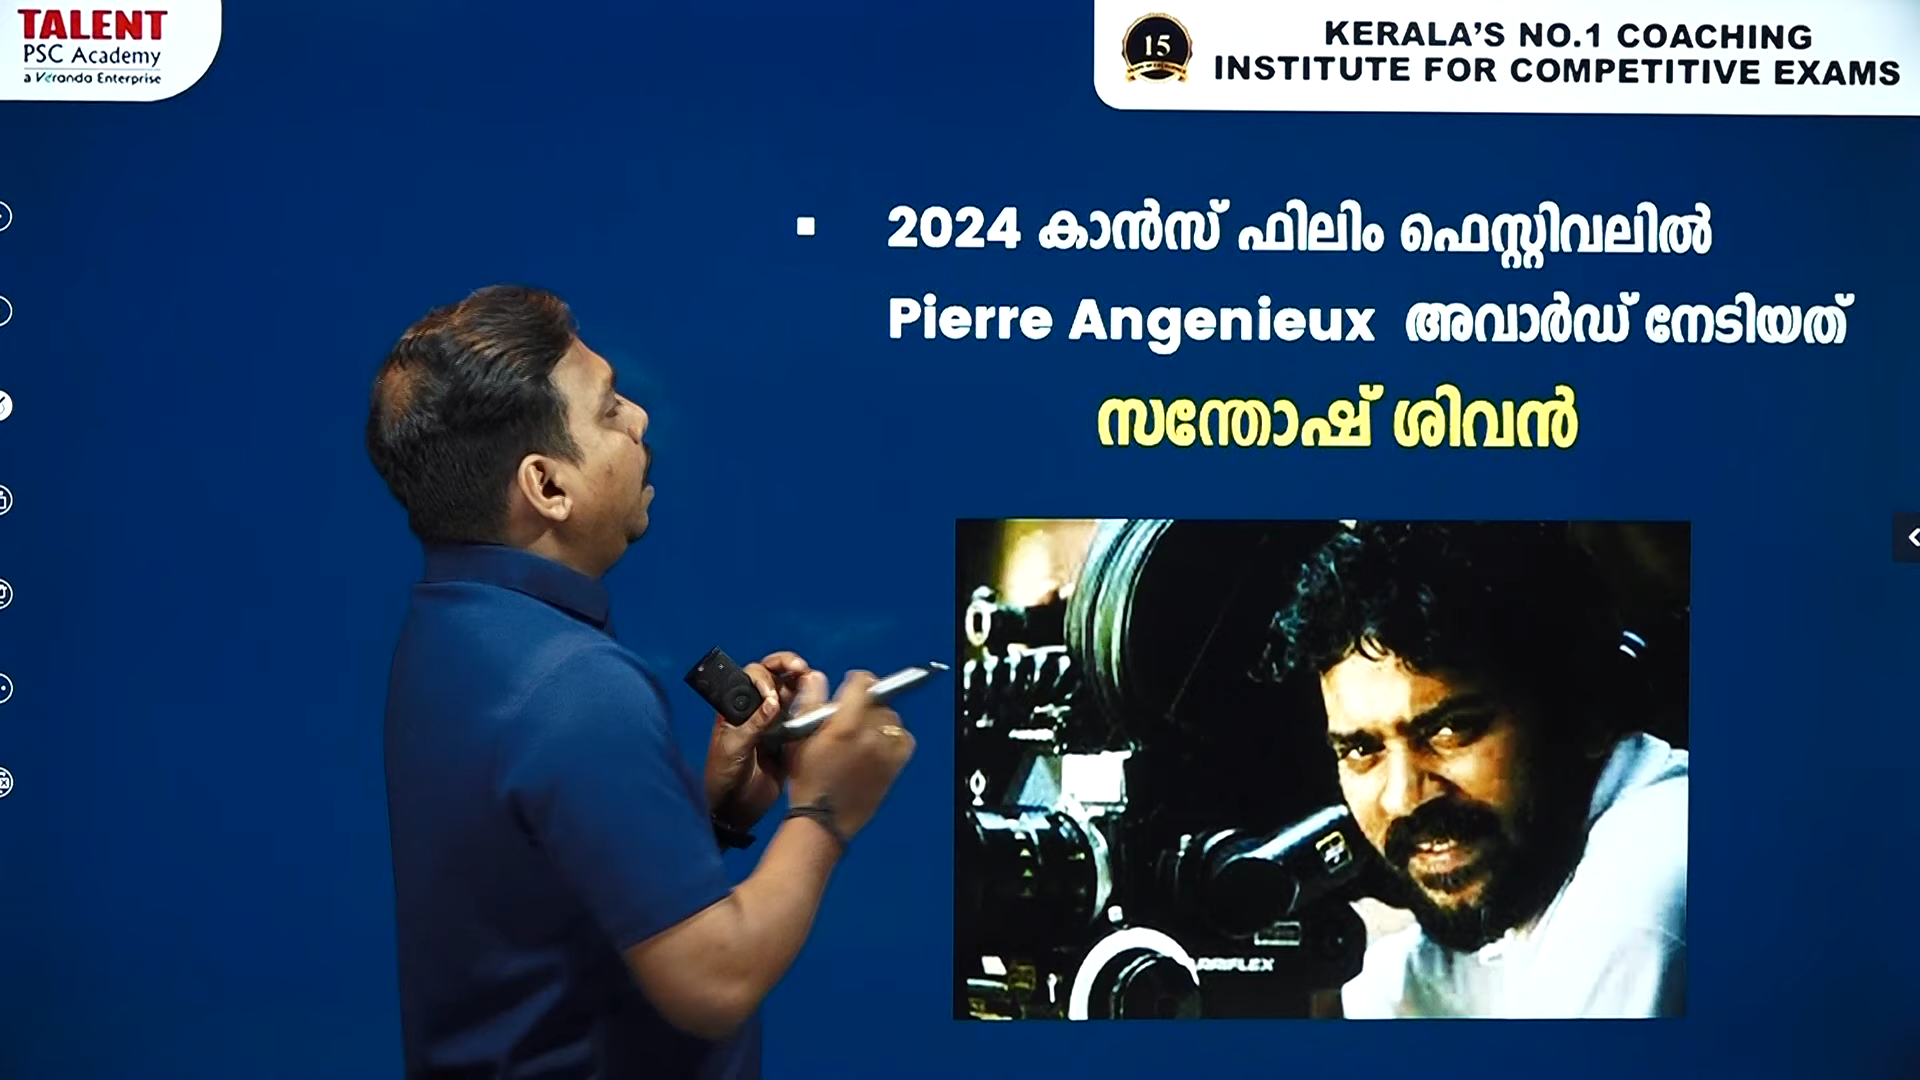 TALENT
PSC Academy
a Veranda Enterprise
15
KERALA’S NO.1 COACHING
INSTITUTE FOR COMPETITIVE EXAMS
▪ 2024 കാൻസ് ഫിലിം ഫെസ്റ്റിവലിൽ
Pierre Angenieux അവാർഡ് നേടിയത്
സന്തോഷ് ശിവൻ
ARRIFLEX